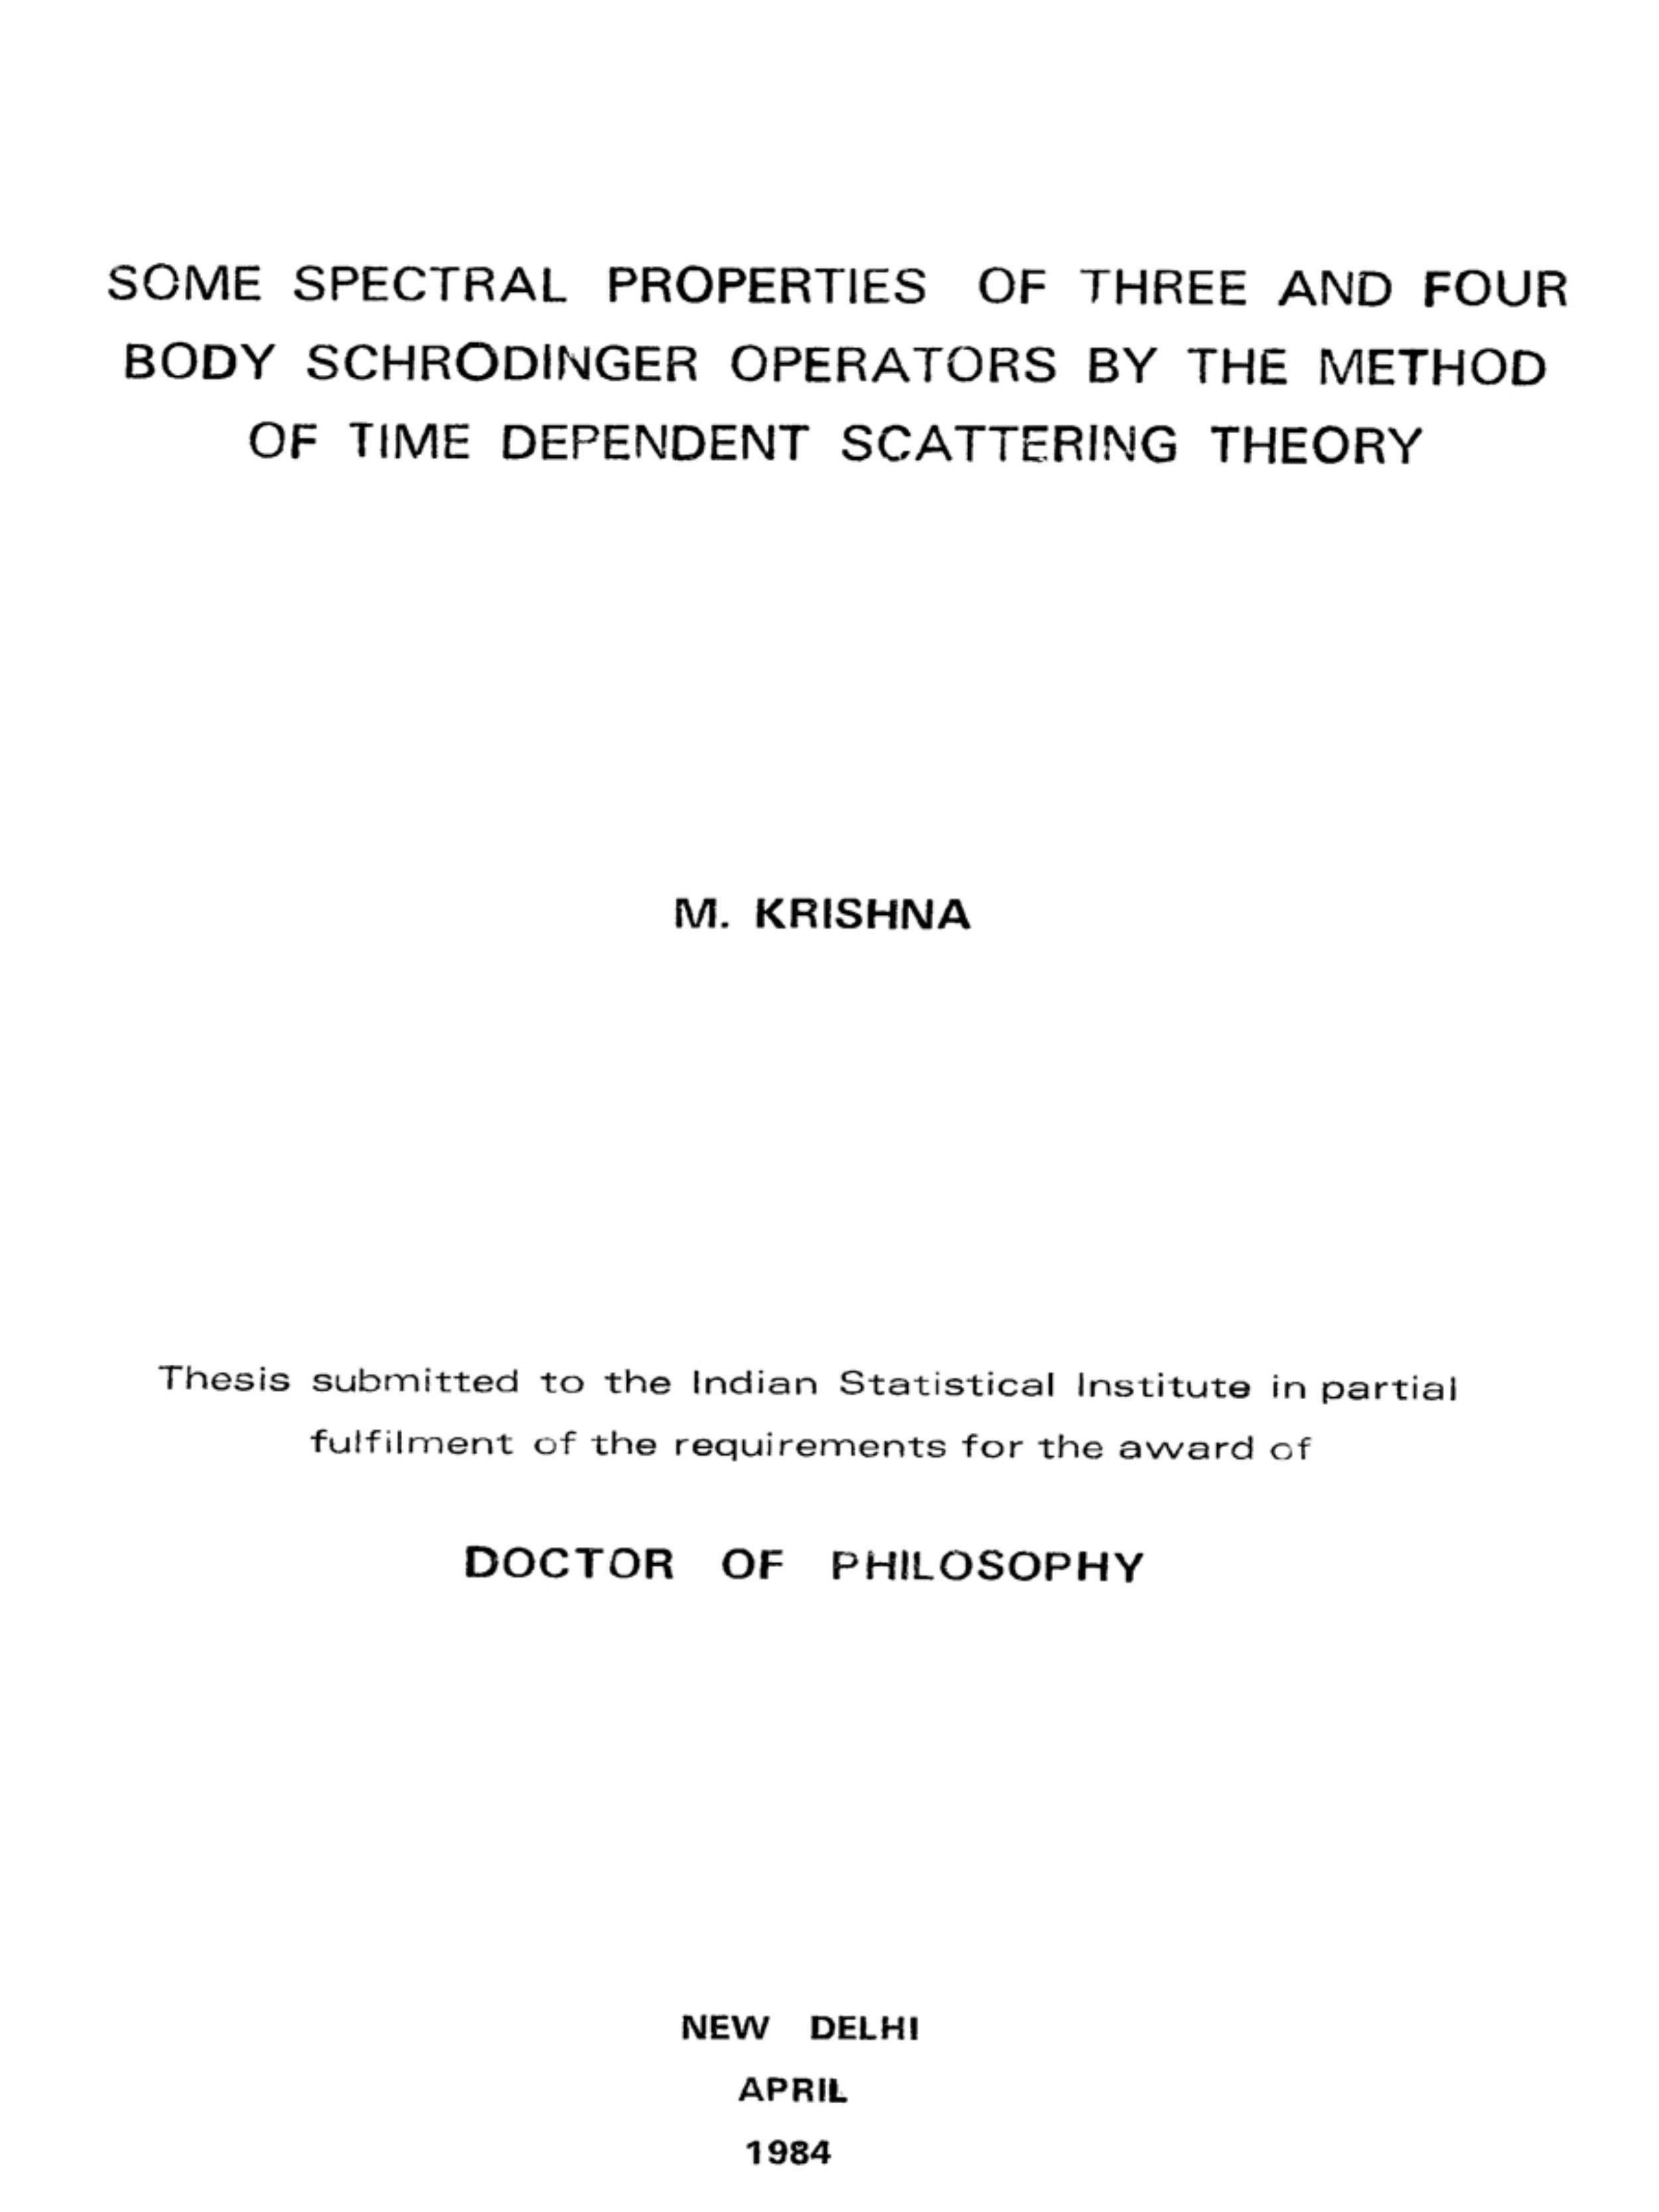 SOME SPECTRAL PROPERTIES OF THREE AND FOUR
BODY SCHRODINGER OPERATORS BY THE METHOD
OF TIME DEPENDENT SCATTERING THEORY
M. KRISHNA
Thesis submitted to the Indian Statistical Institute in partial
fulfilment of the requirements for the award of
DOCTOR OF PHILOSOPHY
NEW DELHI
APRIL
1984